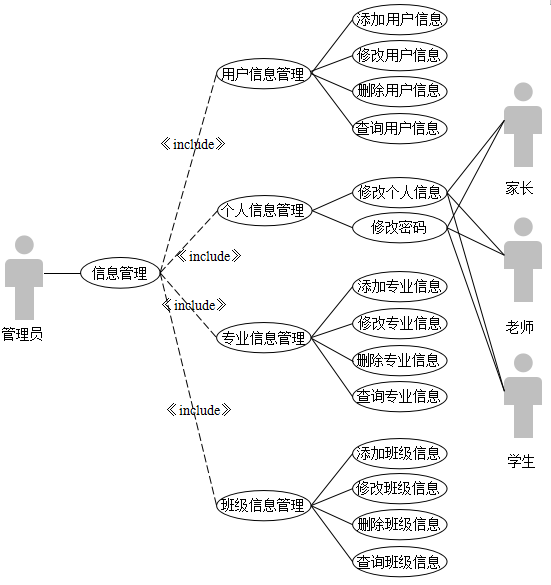 添加用户信息
修改用户信息
用户信息管理
删除用户信息
查询用户信息
《include》
家长
修改个人信息
个人信息管理
修改密码
《include》
信息管理
添加专业信息
《include》
管理员
修改专业信息
专业信息管理
老师
删除专业信息
查询专业信息
《include》
添加班级信息
学生
修改班级信息
班级信息管理
删除班级信息
查询班级信息